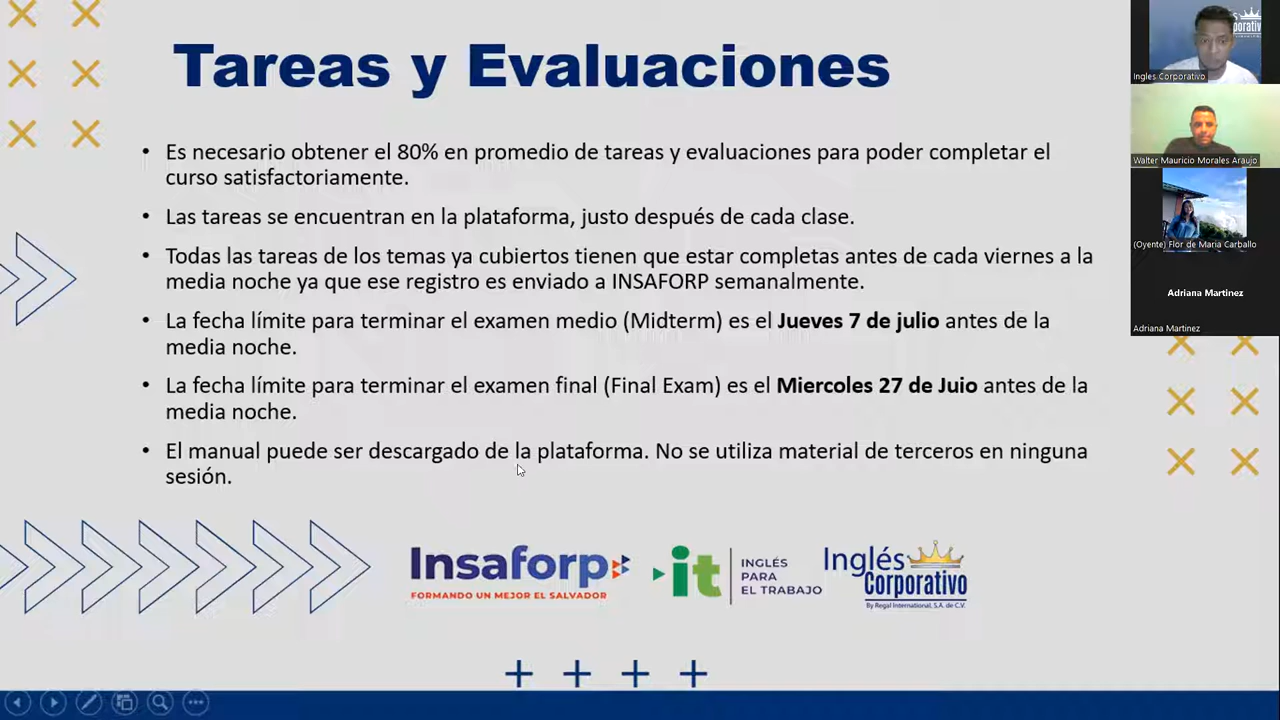 Tareas y Evaluaciones
• Es necesario obtener el 80% en promedio de tareas y evaluaciones para poder completar el
curso satisfactoriamente.
• Las tareas se encuentran en la plataforma, justo después de cada clase.
• Todas las tareas de los temas ya cubiertos tienen que estar completas antes de cada viernes a la
media noche ya que ese registro es enviado a INSAFORP semanalmente.
• La fecha límite para terminar el examen medio (Midterm) es el Jueves 7 de julio antes de la
media noche.
• La fecha límite para terminar el examen final (Final Exam) es el Miercoles 27 de Juio antes de la
media noche.
• El manual puede ser descargado de la plataforma. No se utiliza material de terceros en ninguna
sesión.
Insaforp
FORMANDO UN MEJOR EL SALVADOR
it
INGLÉS
PARA
EL TRABAJO
Inglés
Corporativo
By Regal International, S.A. de C.V.
Ingles Corporativo
Walter Mauricio Morales Araujo
(Oyente) Flor de Maria Carballo
Adriana Martinez
Adriana Martinez